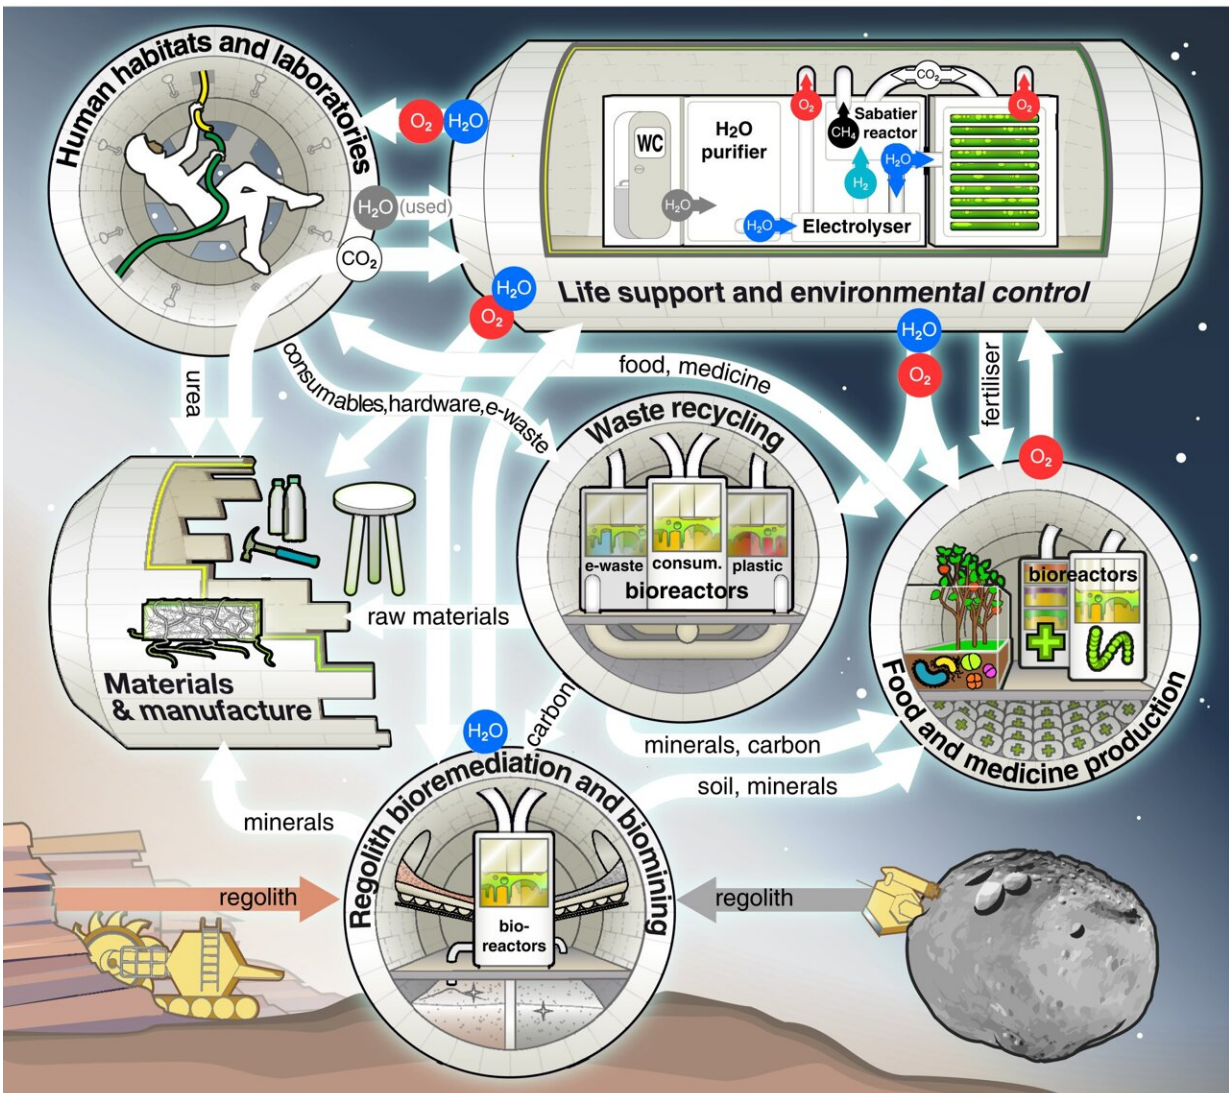 Human habitats and laboratories
O₂
H₂O
H₂O (used)
CO₂
WC
H₂O
purifier
H₂O
H₂O
O₂
CH₄
Sabatier
reactor
H₂
H₂O
CO₂
O₂
Electrolyser
Life support and environmental control
H₂O
O₂
H₂O
O₂
fertiliser
O₂
urea
consumables,hardware,e-waste
food, medicine
Waste recycling
e-waste
consum.
plastic
bioreactors
raw materials
Materials
& manufacture
bioreactors
Food and medicine production
carbon
minerals, carbon
soil, minerals
minerals
H₂O
Regolith bioremediation and biomining
bio-
reactors
regolith
regolith